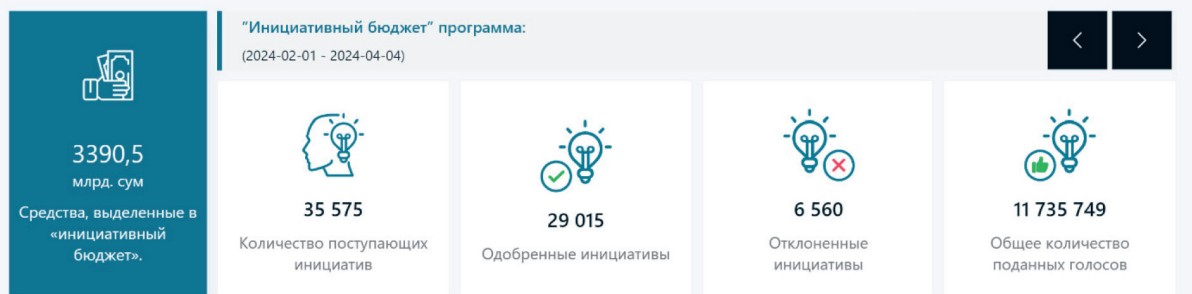 3390,5
млрд. сум
Средства, выделенные в
«инициативный
бюджет».
"Инициативный бюджет" программа:
(2024-02-01 - 2024-04-04)
35 575
Количество поступающих
инициатив
29 015
Одобренные инициативы
6 560
Отклоненные
инициативы
11 735 749
Общее количество
поданных голосов